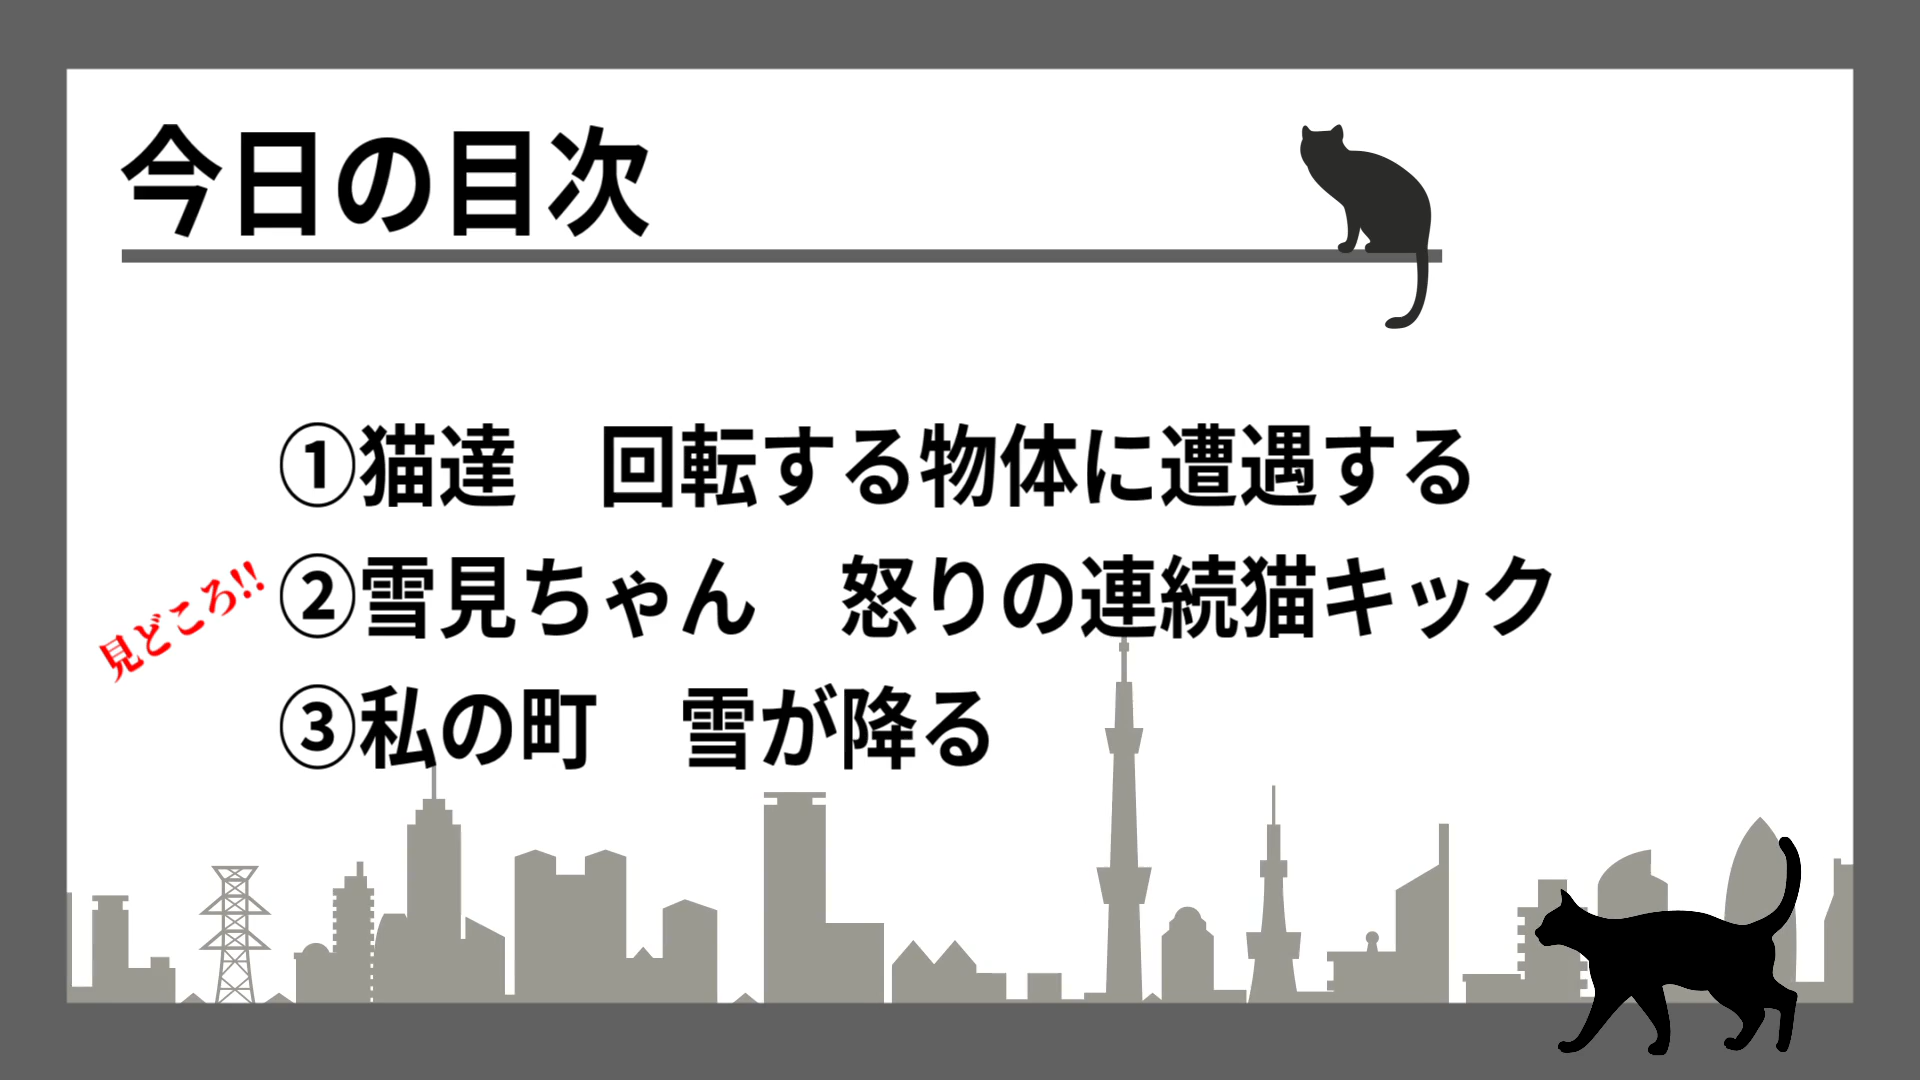 今日の目次
①猫達　回転する物体に遭遇する
見どころ!!
②雪見ちゃん　怒りの連続猫キック
③私の町　雪が降る